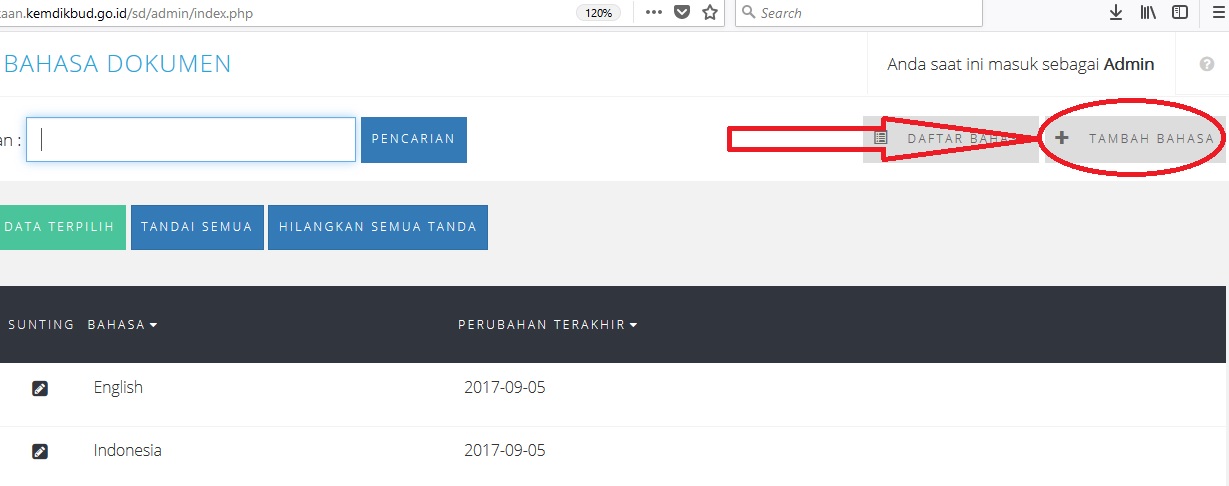 taan.kemdikbud.go.id/sd/admin/index.php 120% Search
BAHASA DOKUMEN Anda saat ini masuk sebagai Admin
an : PENCARIAN DAFTAR BAHASA TAMBAH BAHASA
DATA TERPILIH TANDAI SEMUA HILANGKAN SEMUA TANDA
SUNTING BAHASA PERUBAHAN TERAKHIR
English 2017-09-05
Indonesia 2017-09-05